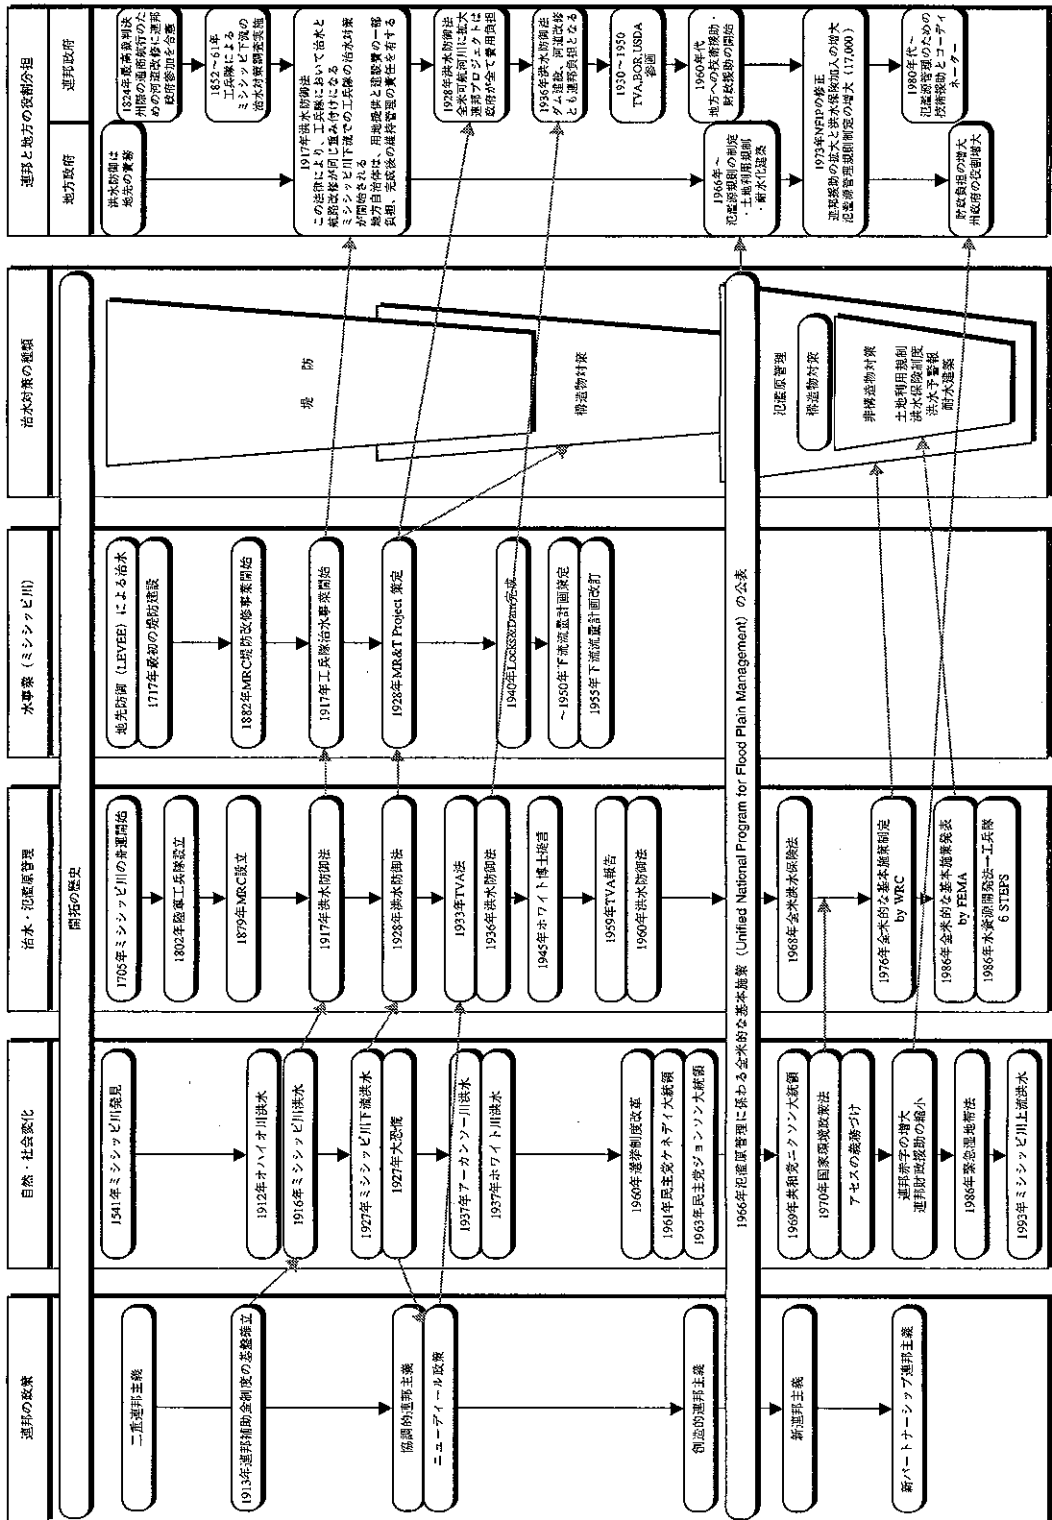 連邦の政策
二重連邦主義
1913年連邦補助金制度の基盤確立
協調的連邦主義
ニューディール政策
創造的連邦主義
新連邦主義
新パートナーシップ連邦主義
自然・社会変化
1541年ミシシッピ川発見
1912年オハイオ川洪水
1916年ミシシッピ川洪水
1927年ミシシッピ川下流洪水
1927年大恐慌
1937年アーカンソー川洪水
1937年ホワイト川洪水
1960年選挙制度改革
1961年民主党ケネディ大統領
1963年民主党ジョンソン大統領
1969年共和党ニクソン大統領
1970年国家環境政策法
アセスの義務づけ
連邦赤字の増大
連邦財政援助の縮小
1986年緊急湿地帯法
1993年ミシシッピ川上流洪水
治水・氾濫原管理
開拓の歴史
1705年ミシシッピ川の舟運開始
1802年陸軍工兵隊設立
1879年MRC設立
1917年洪水防御法
1928年洪水防御法
1933年TVA法
1936年洪水防御法
1945年ホワイト博士提言
1959年TVA報告
1960年洪水防御法
1966年氾濫原管理に係わる全米的な基本施策 (Unified National Program for Flood Plain Management) の公表
1968年全米洪水保険法
1976年全米的な基本施策制定
by WRC
1986年全米的な基本施策発表
by FEMA
1986年水資源開発法―工兵隊
6 STEPS
水事業（ミシシッピ川）
地先防御 (LEVEE) による治水
1717年最初の堤防建設
1882年MRC堤防改修事業開始
1917年工兵隊治水事業開始
1928年MR&T Project 策定
1940年Locks&Dam完成
～1950年下流流量計画策定
1955年下流流量計画改訂
治水対策の種類
堤防
構造物対策
氾濫原管理
構造物対策
非構造物対策
土地利用規制
洪水保険制度
洪水予警報
耐水建築
連邦と地方の役割分担
地方政府
連邦政府
洪水防御は
地先の責務
1824年最高裁判法
州際の通商航行のた
めの河道改修に連邦
政府参加を合憲
1852～61年
工兵隊による
ミシシッピ下流の
治水対策調査実施
1917年洪水防御法
この法律により、工兵隊において治水と
航路改修が同じ重み付けになる
ミシシッピ川下流での工兵隊の治水対策
が開始される
地方自治体は、用地提供と建設費の一部
負担、完成後の維持管理の責任を有する
1928年洪水防御法
全米可航河川に拡大
連邦プロジェクトは
政府が全て費用負担
1936年洪水防御法
ダム建設、河道改修
とも連邦負担となる
1930～1950
TVA,BOR,USDA
参画
1960年代
地方への技術援助・
財政援助の開始
1966年～
氾濫源規則の制定
・土地利用規制
・耐水化建築
1973年NFIPの修正
連邦援助の拡大と洪水保険加入の増大
氾濫源管理規則制定の増大 (17,000)
1980年代～
氾濫源管理のための
技術援助とコーディ
ネーター
財政負担の増大
州政府の役割増大